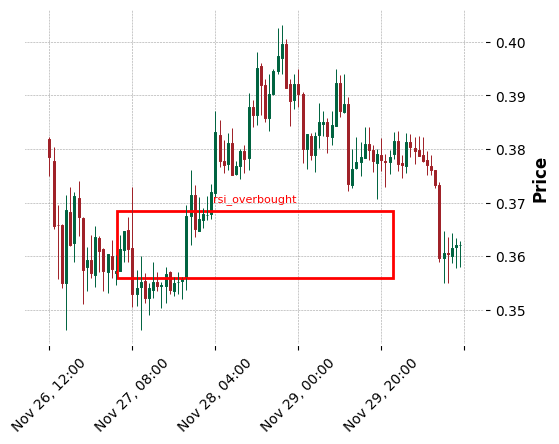 0.40
0.39
0.38
rsi_overbought
0.37
0.36
0.35
Price
Nov 26, 12:00
Nov 27, 08:00
Nov 28, 04:00
Nov 29, 00:00
Nov 29, 20:00